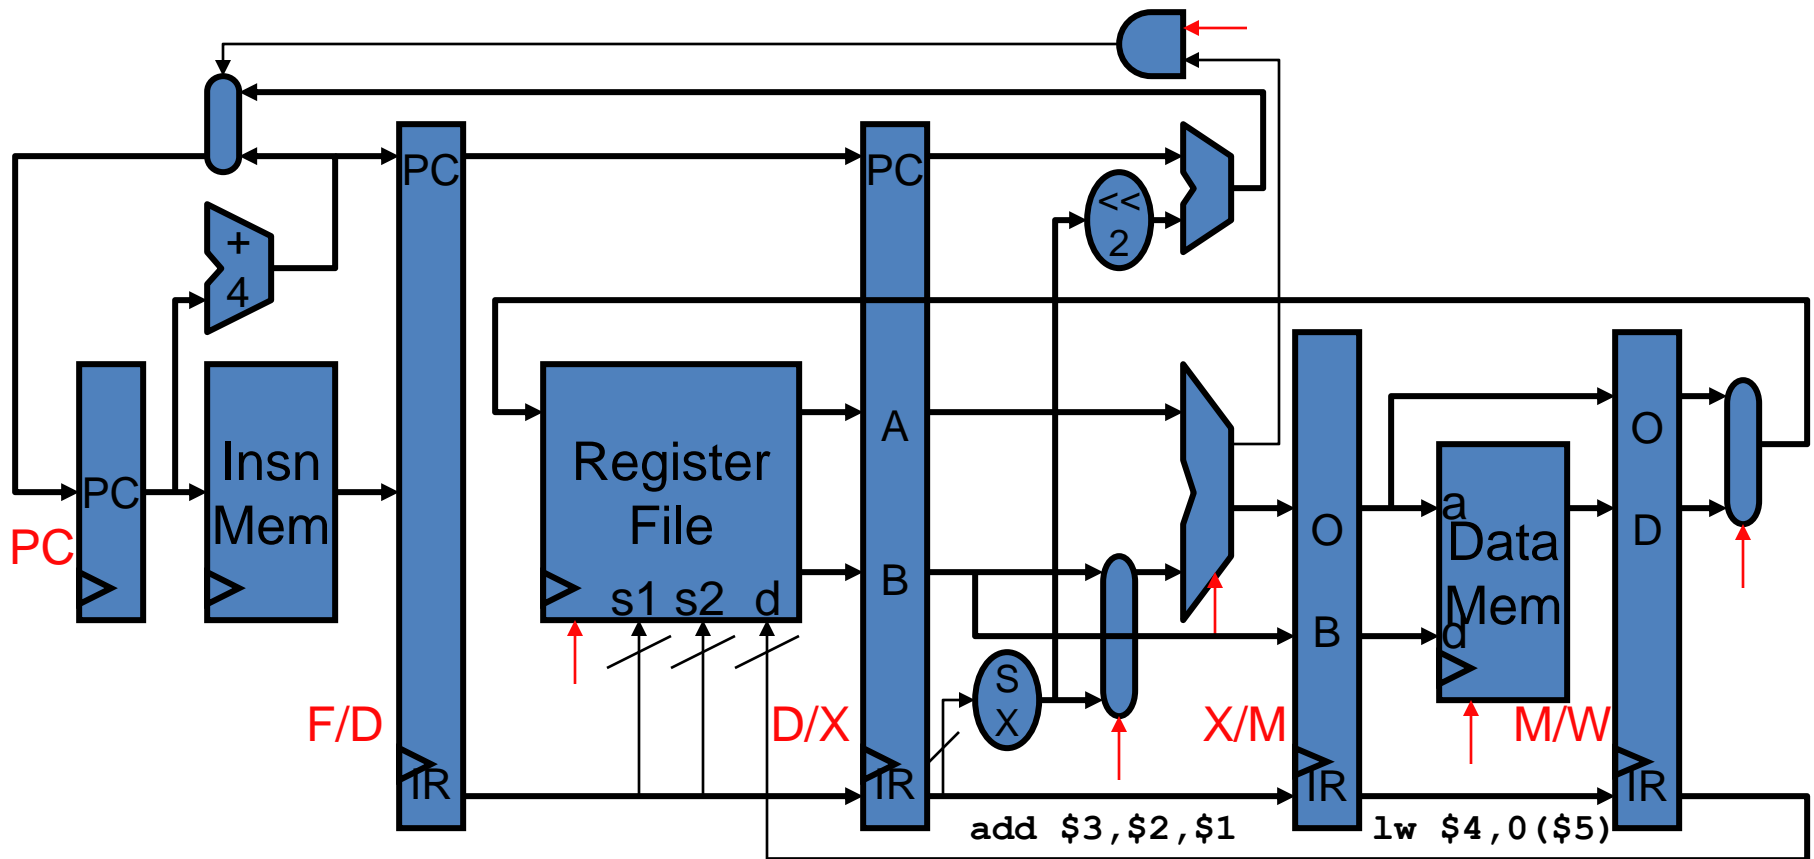 PC
PC
<<
2
+
4
Insn
Mem
Register
File
A
O
PC
PC
O
a
Data
Mem
d
D
B
B
s1 s2 d
S
X
F/D
D/X
X/M
M/W
IR
IR
IR
IR
add $3,$2,$1
lw $4,0($5)